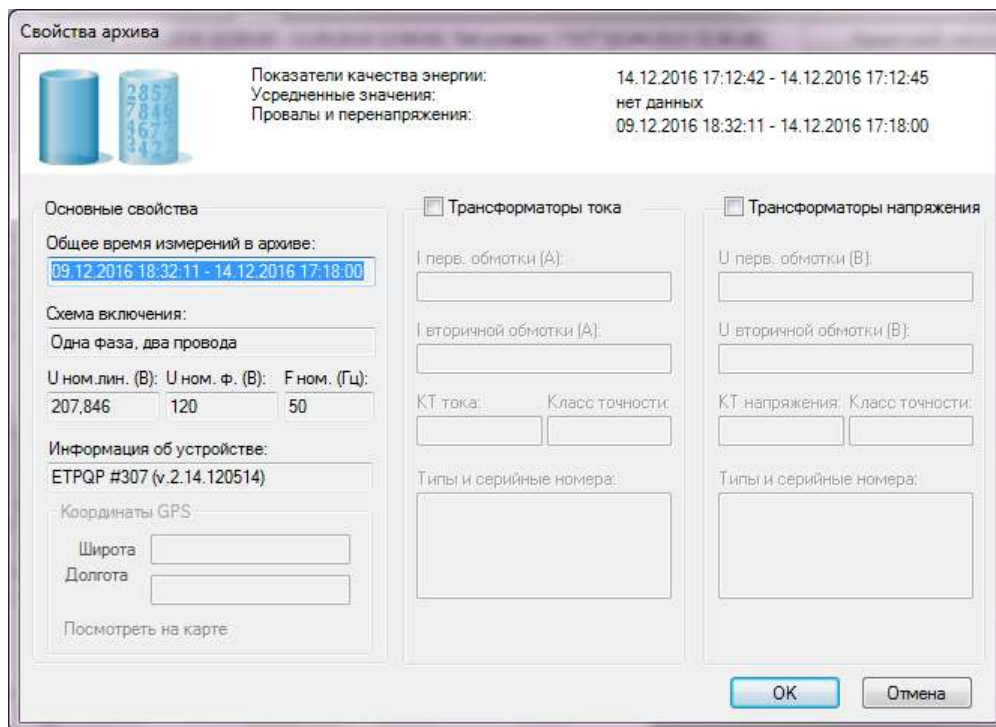 Свойства архива
Показатели качества энергии: 14.12.2016 17:12:42 - 14.12.2016 17:12:45
Усредненные значения: нет данных
Провалы и перенапряжения: 09.12.2016 18:32:11 - 14.12.2016 17:18:00
Основные свойства
Общее время измерений в архиве:
09.12.2016 18:32:11 - 14.12.2016 17:18:00
Схема включения:
Одна фаза, два провода
U ном.лин. (В): U ном. ф. (В): F ном. (Гц):
207,846 120 50
Информация об устройстве:
ETPQP #307 (v.2.14.120514)
Координаты GPS
Широта
Долгота
Посмотреть на карте
Трансформаторы тока
I перв. обмотки (А):
I вторичной обмотки (А):
КТ тока: Класс точности:
Типы и серийные номера:
Трансформаторы напряжения
U перв. обмотки (В):
U вторичной обмотки (В):
КТ напряжения: Класс точности:
Типы и серийные номера:
OK Отмена